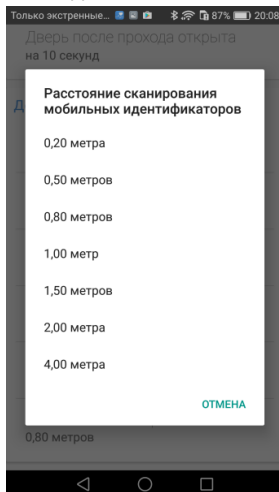 Только экстренные... 87% 20:08
Дверь после прохода открыта
на 10 секунд
Расстояние сканирования
мобильных идентификаторов
0,20 метра
0,50 метров
0,80 метров
1,00 метр
1,50 метров
2,00 метра
4,00 метра
ОТМЕНА
0,80 метров